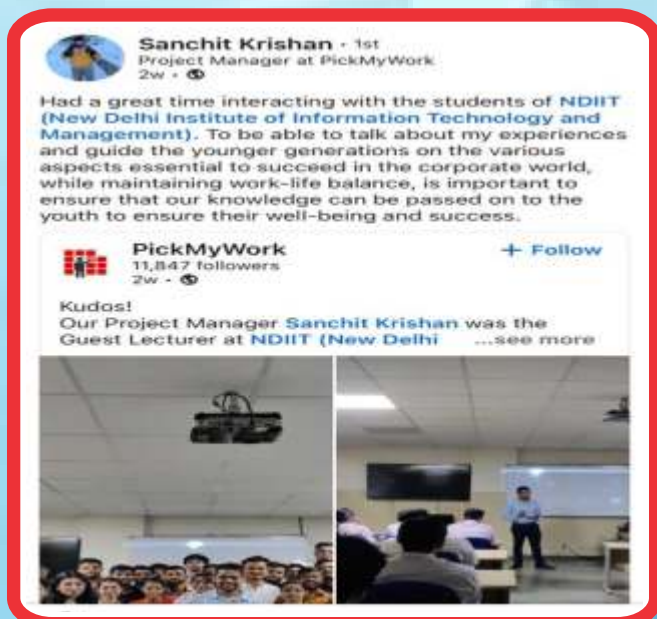 Sanchit Krishan · 1st
Project Manager at PickMyWork
2w ·
Had a great time interacting with the students of NDIIT
(New Delhi Institute of Information Technology and
Management). To be able to talk about my experiences
and guide the younger generations on the various
aspects essential to succeed in the corporate world,
while maintaining work-life balance, is important to
ensure that our knowledge can be passed on to the
youth to ensure their well-being and success.
PickMyWork
+ Follow
11,847 followers
2w ·
Kudos!
Our Project Manager Sanchit Krishan was the
Guest Lecturer at NDIIT (New Delhi ...see more